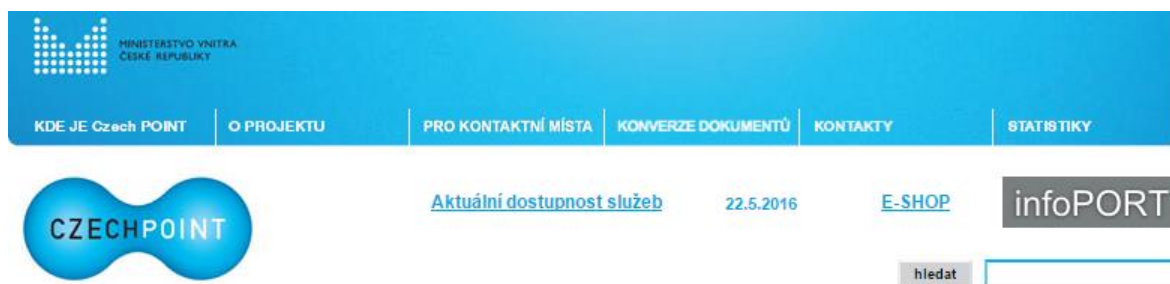 MINISTERSTVO VNITRA
ČESKÉ REPUBLIKY
KDE JE Czech POINT O PROJEKTU PRO KONTAKTNÍ MÍSTA KONVERZE DOKUMENTŮ KONTAKTY STATISTIKY
CZECHPOINT Aktuální dostupnost služeb 22.5.2016 E-SHOP infoPORT
hledat